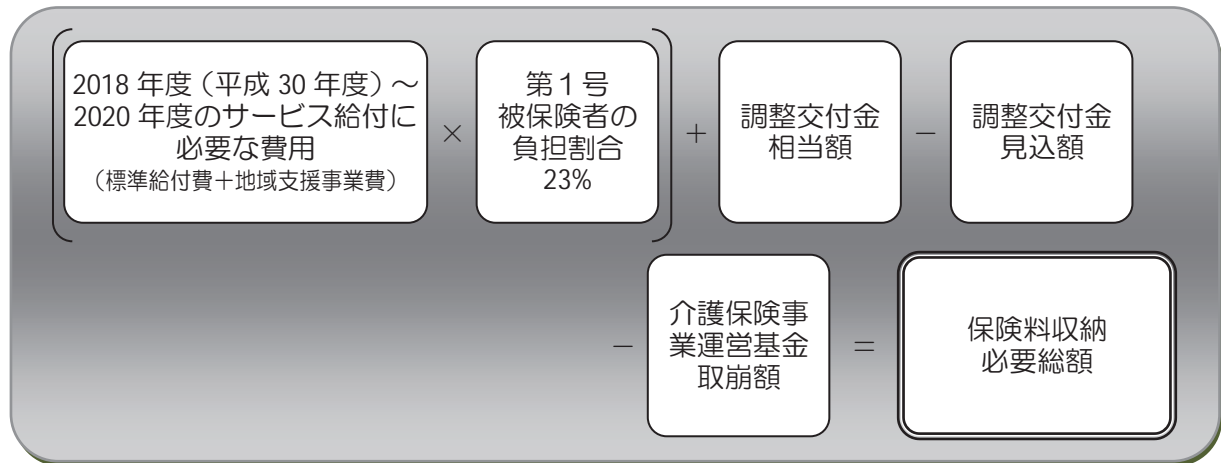 2018 年度（平成 30 年度）～
2020 年度のサービス給付に
必要な費用
（標準給付費＋地域支援事業費）
×
第１号
被保険者の
負担割合
23%
＋
調整交付金
相当額
－
調整交付金
見込額
－
介護保険事
業運営基金
取崩額
＝
保険料収納
必要総額